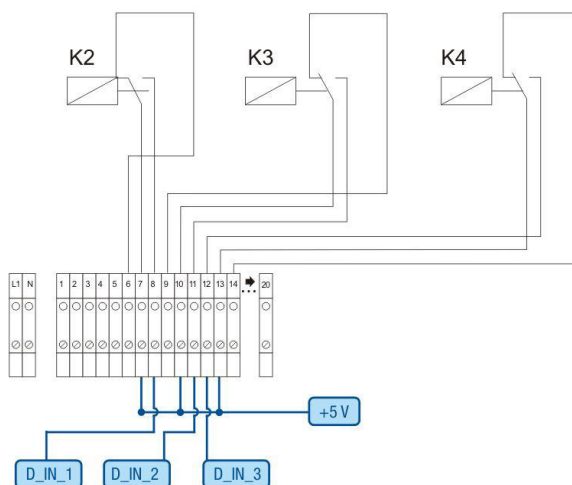 K2 K3 K4
L1 N 1 2 3 4 5 6 7 8 9 10 11 12 13 14 ... 20
+5 V
D_IN_1 D_IN_2 D_IN_3